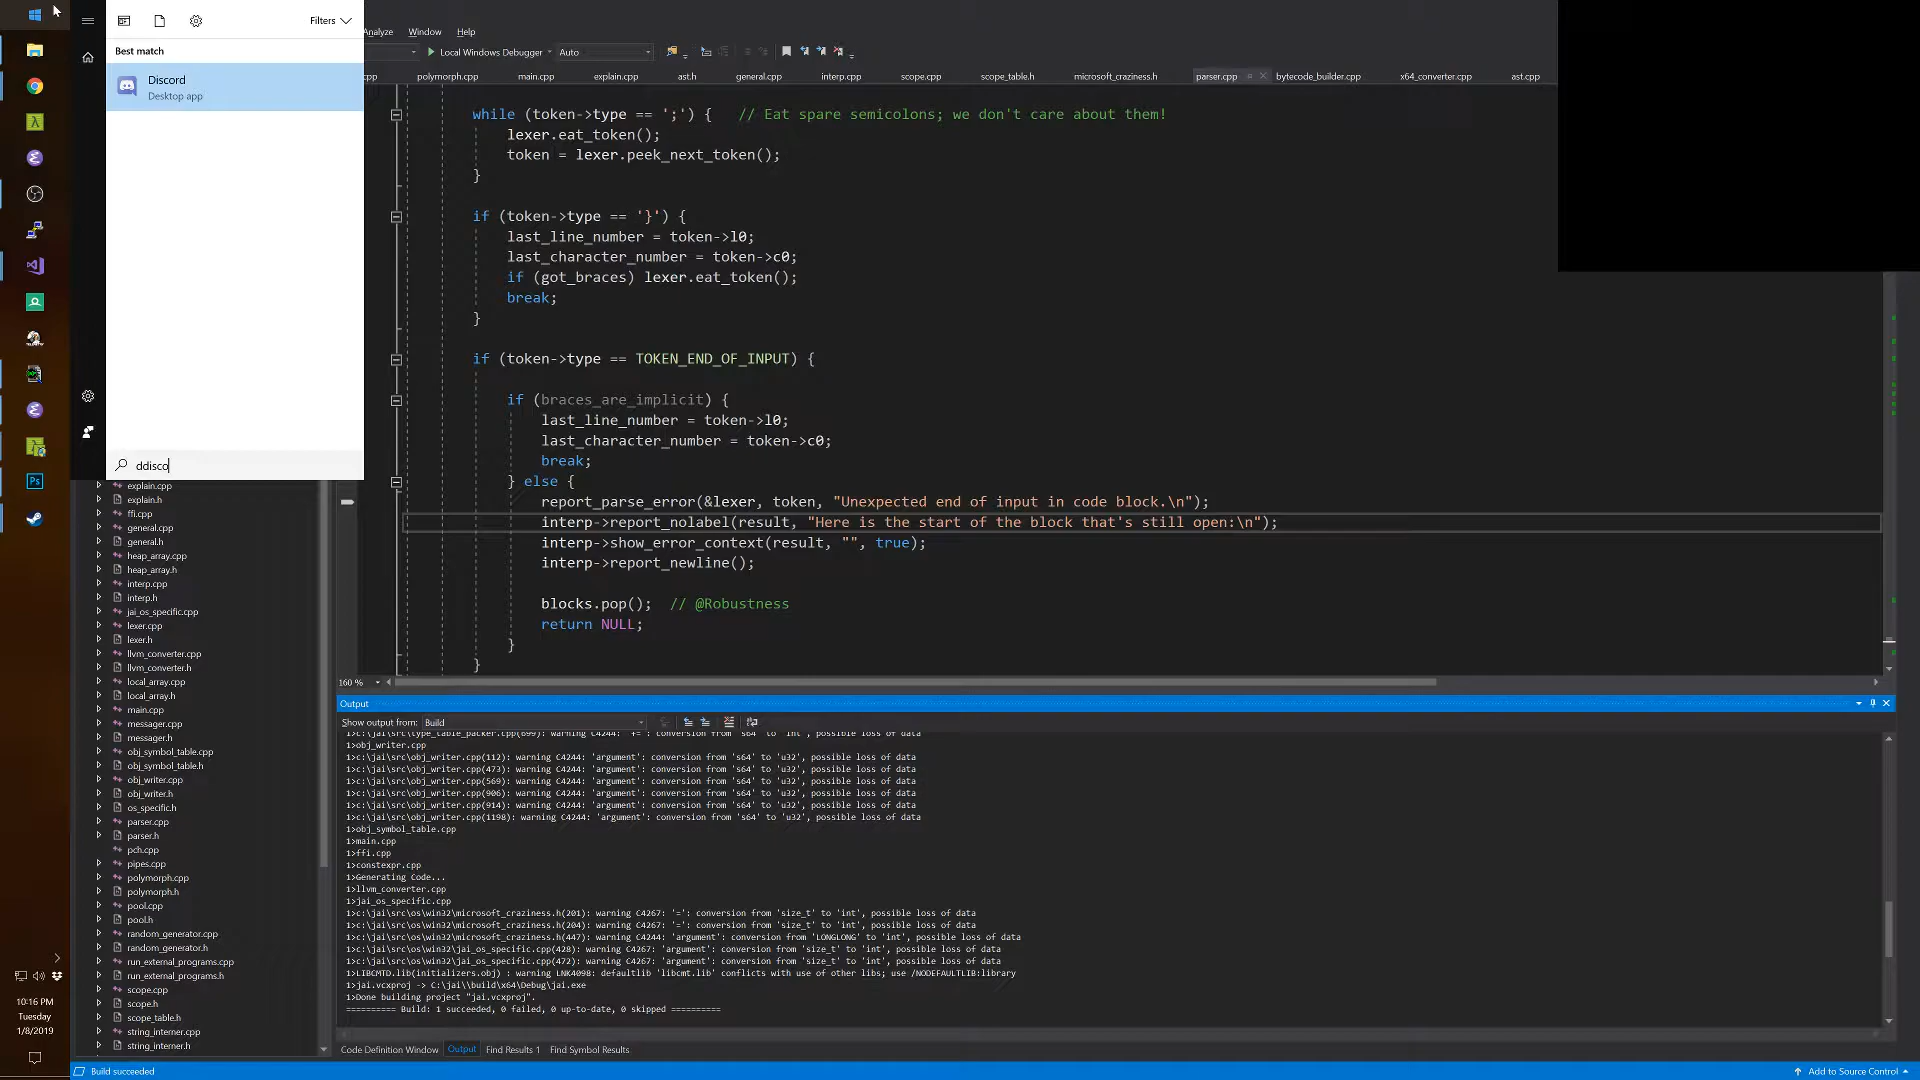 Filters
Best match
Discord
Desktop app
ddisco
Analyze Window Help
Local Windows Debugger Auto
cpp polymorph.cpp main.cpp explain.cpp ast.h general.cpp interp.cpp scope.cpp scope_table.h microsoft_craziness.h parser.cpp bytecode_builder.cpp x64_converter.cpp ast.cpp
while (token->type == ';') { // Eat spare semicolons; we don't care about them!
lexer.eat_token();
token = lexer.peek_next_token();
}
if (token->type == '}') {
last_line_number = token->l0;
last_character_number = token->c0;
if (got_braces) lexer.eat_token();
break;
}
if (token->type == TOKEN_END_OF_INPUT) {
if (braces_are_implicit) {
last_line_number = token->l0;
last_character_number = token->c0;
break;
} else {
report_parse_error(&lexer, token, "Unexpected end of input in code block.\n");
interp->report_nolabel(result, "Here is the start of the block that's still open:\n");
interp->show_error_context(result, "", true);
interp->report_newline();
blocks.pop(); // @Robustness
return NULL;
}
}
160 %
explain.cpp
explain.h
ffi.cpp
general.cpp
general.h
heap_array.cpp
heap_array.h
interp.cpp
interp.h
jai_os_specific.cpp
lexer.cpp
lexer.h
llvm_converter.cpp
llvm_converter.h
local_array.cpp
local_array.h
main.cpp
messager.cpp
messager.h
obj_symbol_table.cpp
obj_symbol_table.h
obj_writer.cpp
obj_writer.h
os_specific.h
parser.cpp
parser.h
pch.cpp
pipes.cpp
polymorph.cpp
polymorph.h
pool.cpp
pool.h
random_generator.cpp
random_generator.h
run_external_programs.cpp
run_external_programs.h
scope.cpp
scope.h
scope_table.h
string_interner.cpp
string_interner.h
Output
Show output from: Build
1>c:\jai\src\type_table_packer.cpp(699): warning C4244: '+=': conversion from 's64' to 'int', possible loss of data
1>obj_writer.cpp
1>c:\jai\src\obj_writer.cpp(112): warning C4244: 'argument': conversion from 's64' to 'u32', possible loss of data
1>c:\jai\src\obj_writer.cpp(473): warning C4244: 'argument': conversion from 's64' to 'u32', possible loss of data
1>c:\jai\src\obj_writer.cpp(569): warning C4244: 'argument': conversion from 's64' to 'u32', possible loss of data
1>c:\jai\src\obj_writer.cpp(906): warning C4244: 'argument': conversion from 's64' to 'u32', possible loss of data
1>c:\jai\src\obj_writer.cpp(914): warning C4244: 'argument': conversion from 's64' to 'u32', possible loss of data
1>c:\jai\src\obj_writer.cpp(1198): warning C4244: 'argument': conversion from 's64' to 'u32', possible loss of data
1>obj_symbol_table.cpp
1>main.cpp
1>ffi.cpp
1>constexpr.cpp
1>Generating Code...
1>llvm_converter.cpp
1>jai_os_specific.cpp
1>c:\jai\src\os\win32\microsoft_craziness.h(201): warning C4267: '=': conversion from 'size_t' to 'int', possible loss of data
1>c:\jai\src\os\win32\microsoft_craziness.h(204): warning C4267: '=': conversion from 'size_t' to 'int', possible loss of data
1>c:\jai\src\os\win32\microsoft_craziness.h(447): warning C4244: 'argument': conversion from 'LONGLONG' to 'int', possible loss of data
1>c:\jai\src\os\win32\jai_os_specific.cpp(428): warning C4267: 'argument': conversion from 'size_t' to 'int', possible loss of data
1>c:\jai\src\os\win32\jai_os_specific.cpp(472): warning C4267: 'argument': conversion from 'size_t' to 'int', possible loss of data
1>LIBCMTD.lib(initializers.obj) : warning LNK4098: defaultlib 'libcmt.lib' conflicts with use of other libs; use /NODEFAULTLIB:library
1>jai.vcxproj -> C:\jai\\build\x64\Debug\jai.exe
1>Done building project "jai.vcxproj".
========== Build: 1 succeeded, 0 failed, 0 up-to-date, 0 skipped ==========
Code Definition Window Output Find Results 1 Find Symbol Results
10:16 PM
Tuesday
1/8/2019
Build succeeded
Add to Source Control
Ps